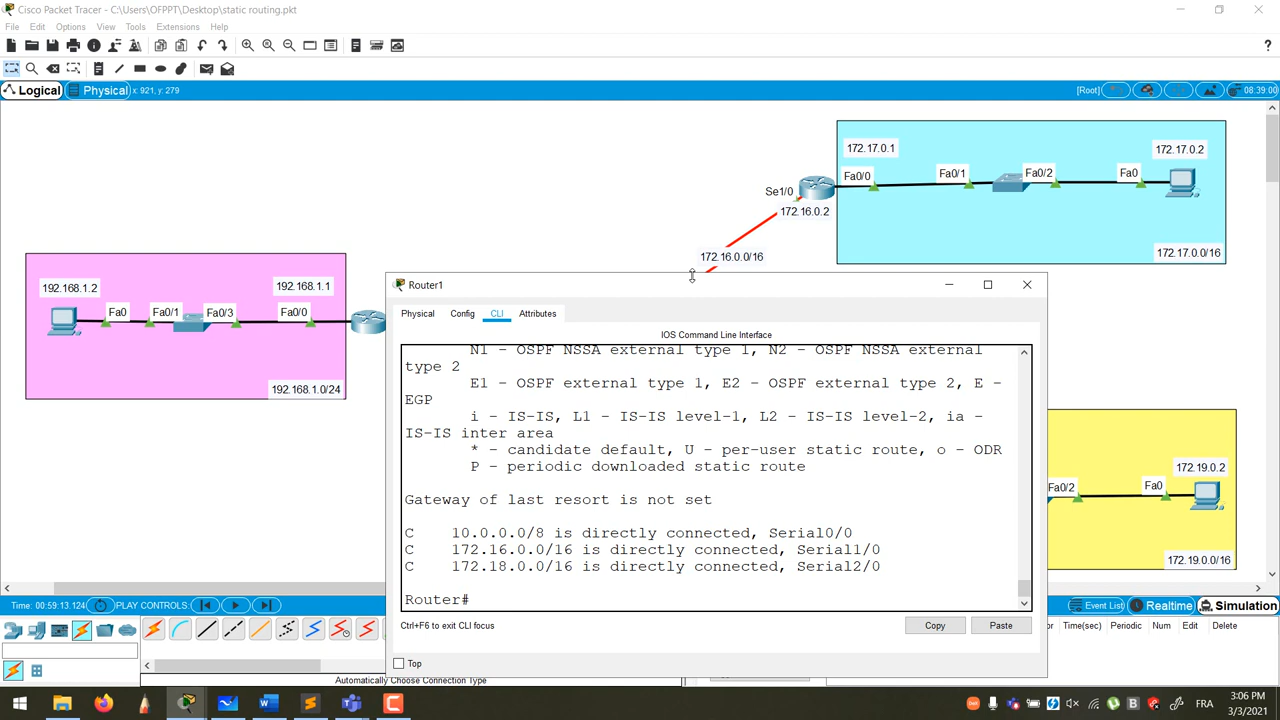 Cisco Packet Tracer - C:\Users\OFPPT\Desktop\static routing.pkt
File Edit Options View Tools Extensions Help
Logical Physical x: 921, y: 279 [Root] 08:39:00
172.17.0.1 172.17.0.2
Fa0/0 Fa0/1 Fa0/2 Fa0
Se1/0
172.16.0.2
172.16.0.0/16 172.17.0.0/16
192.168.1.2 192.168.1.1
Fa0 Fa0/1 Fa0/3 Fa0/0
192.168.1.0/24
Router1
Physical Config CLI Attributes
IOS Command Line Interface
N1 - OSPF NSSA external type 1, N2 - OSPF NSSA external
type 2
E1 - OSPF external type 1, E2 - OSPF external type 2, E -
EGP
i - IS-IS, L1 - IS-IS level-1, L2 - IS-IS level-2, ia -
IS-IS inter area
* - candidate default, U - per-user static route, o - ODR
P - periodic downloaded static route
Gateway of last resort is not set
C 10.0.0.0/8 is directly connected, Serial0/0
C 172.16.0.0/16 is directly connected, Serial1/0
C 172.18.0.0/16 is directly connected, Serial2/0
Router#
Ctrl+F6 to exit CLI focus Copy Paste
Top
172.19.0.2
Fa0/2 Fa0
172.19.0.0/16
Time: 00:59:13.124 PLAY CONTROLS: Event List Realtime Simulation
Time(sec) Periodic Num Edit Delete
Automatically Choose Connection Type
FRA
3:06 PM
3/3/2021